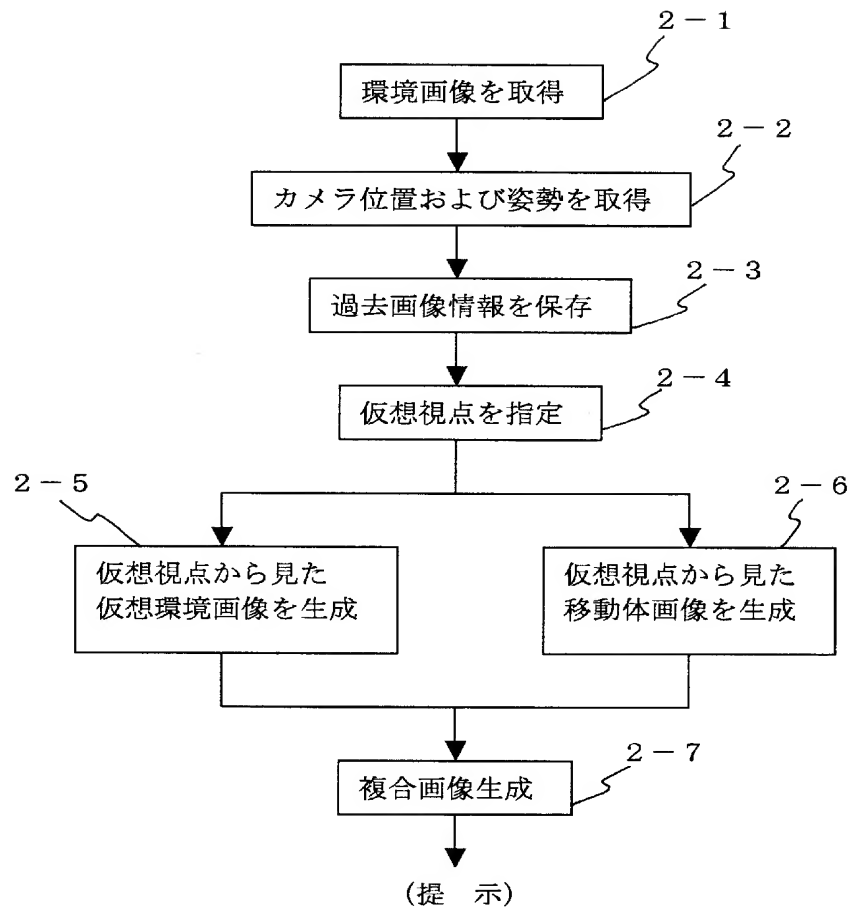 2－1
環境画像を取得
2－2
カメラ位置および姿勢を取得
2－3
過去画像情報を保存
2－4
仮想視点を指定
2－5
2－6
仮想視点から見た
仮想環境画像を生成
仮想視点から見た
移動体画像を生成
2－7
複合画像生成
(提　示)